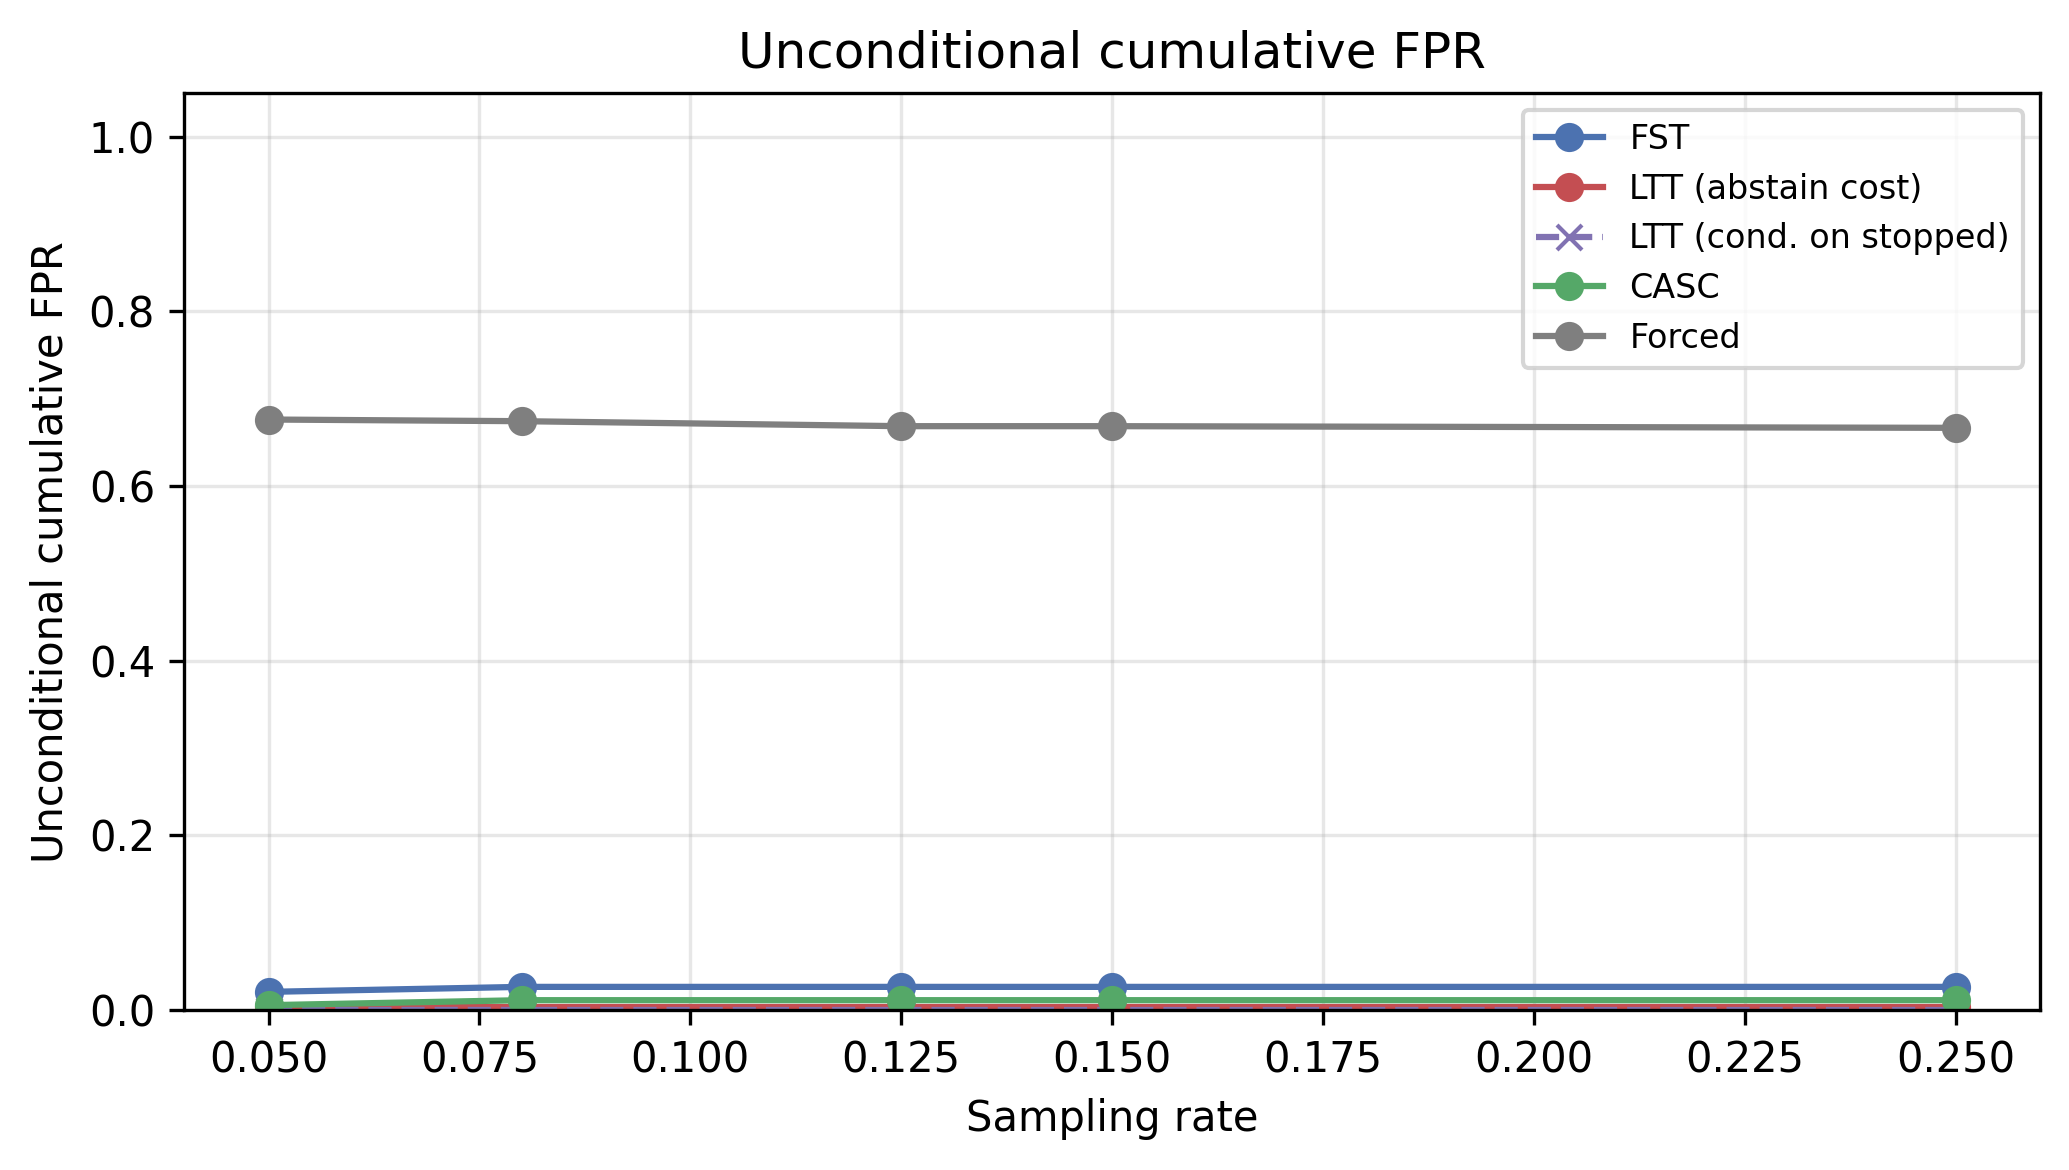 Unconditional cumulative FPR
Unconditional cumulative FPR
1.0
0.8
0.6
0.4
0.2
0.0
FST
LTT (abstain cost)
LTT (cond. on stopped)
CASC
Forced
0.050 0.075 0.100 0.125 0.150 0.175 0.200 0.225 0.250
Sampling rate